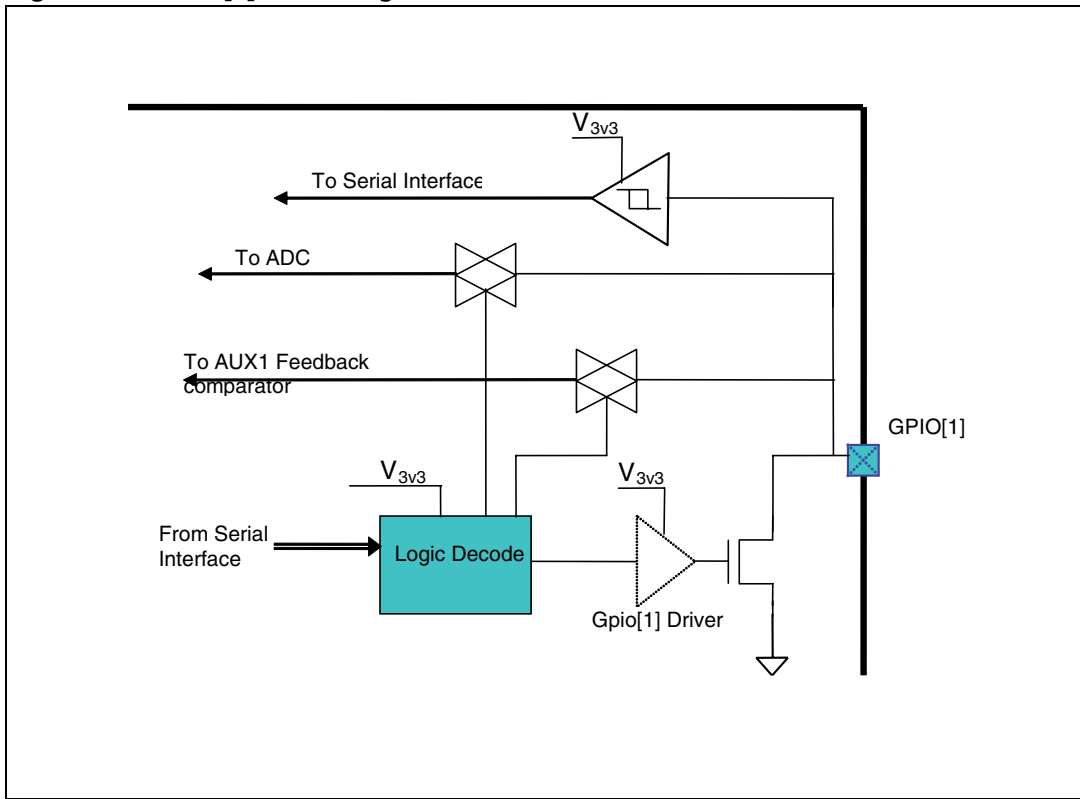 V3v3
To Serial Interface
To ADC
To AUX1 Feedback
comparator
GPIO[1]
V3v3
V3v3
From Serial
Interface
Logic Decode
Gpio[1] Driver